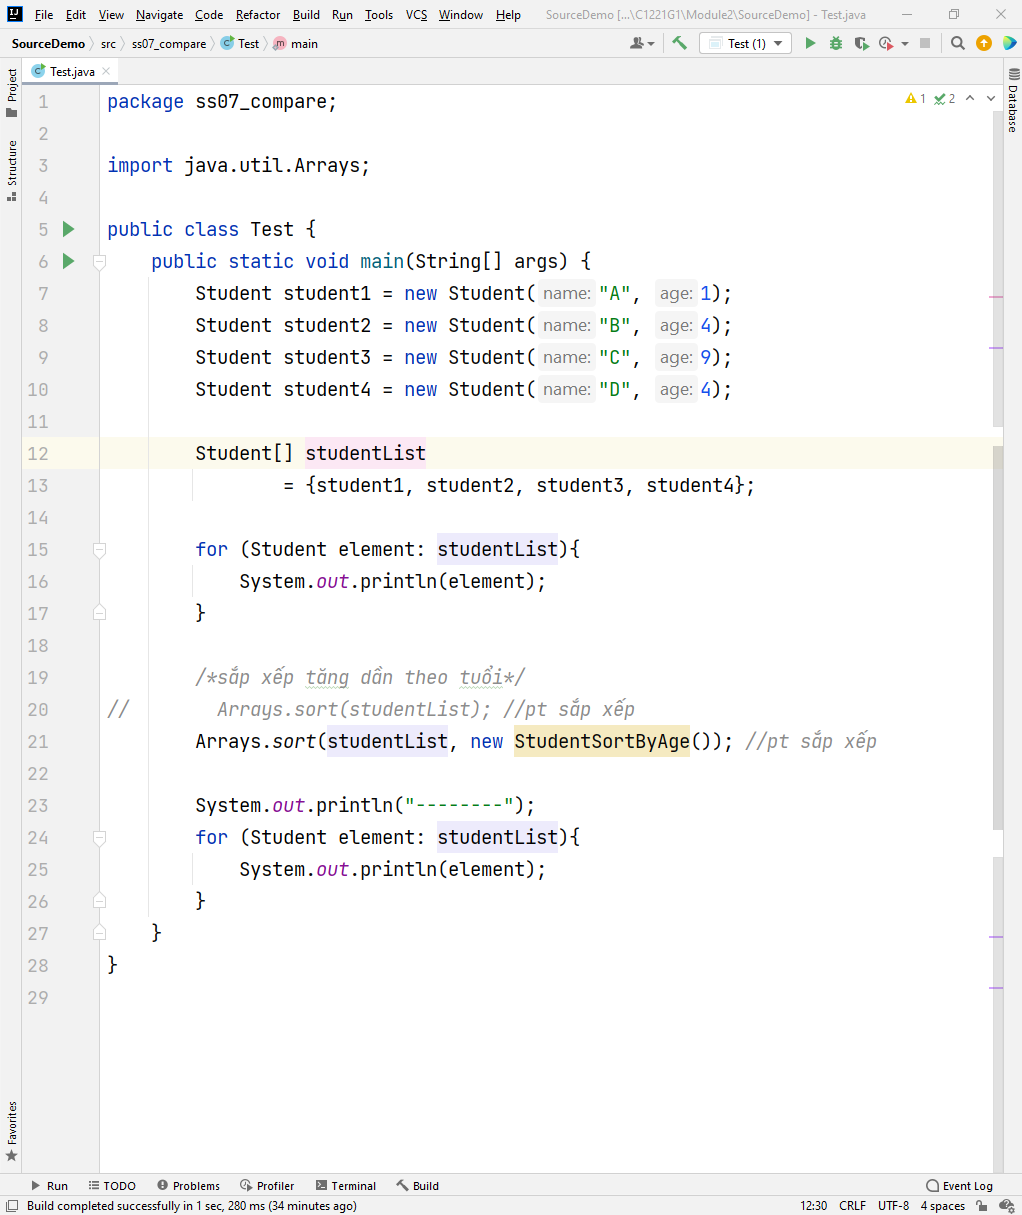 File Edit View Navigate Code Refactor Build Run Tools VCS Window Help SourceDemo [...\C1221G1\Module2\SourceDemo] - Test.java
SourceDemo src ss07_compare Test main Test (1)
Test.java
Project
Structure
Favorites
Database
1 2
1 package ss07_compare;
2
3 import java.util.Arrays;
4
5 public class Test {
6 public static void main(String[] args) {
7 Student student1 = new Student( name: "A", age: 1);
8 Student student2 = new Student( name: "B", age: 4);
9 Student student3 = new Student( name: "C", age: 9);
10 Student student4 = new Student( name: "D", age: 4);
11
12 Student[] studentList
13 = {student1, student2, student3, student4};
14
15 for (Student element: studentList){
16 System.out.println(element);
17 }
18
19 /*sắp xếp tăng dần theo tuổi*/
20 // Arrays.sort(studentList); //pt sắp xếp
21 Arrays.sort(studentList, new StudentSortByAge()); //pt sắp xếp
22
23 System.out.println("--------");
24 for (Student element: studentList){
25 System.out.println(element);
26 }
27 }
28 }
29
Run TODO Problems Profiler Terminal Build Event Log
Build completed successfully in 1 sec, 280 ms (34 minutes ago) 12:30 CRLF UTF-8 4 spaces